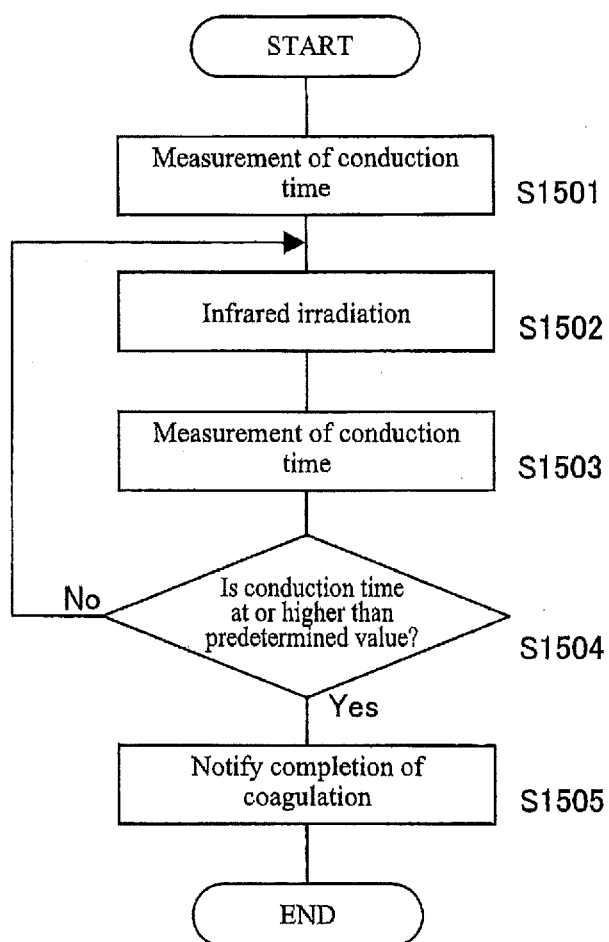 START
Measurement of conduction
time
S1501
Infrared irradiation
S1502
Measurement of conduction
time
S1503
Is conduction time
at or higher than
predetermined value?
No
S1504
Yes
Notify completion of
coagulation
S1505
END